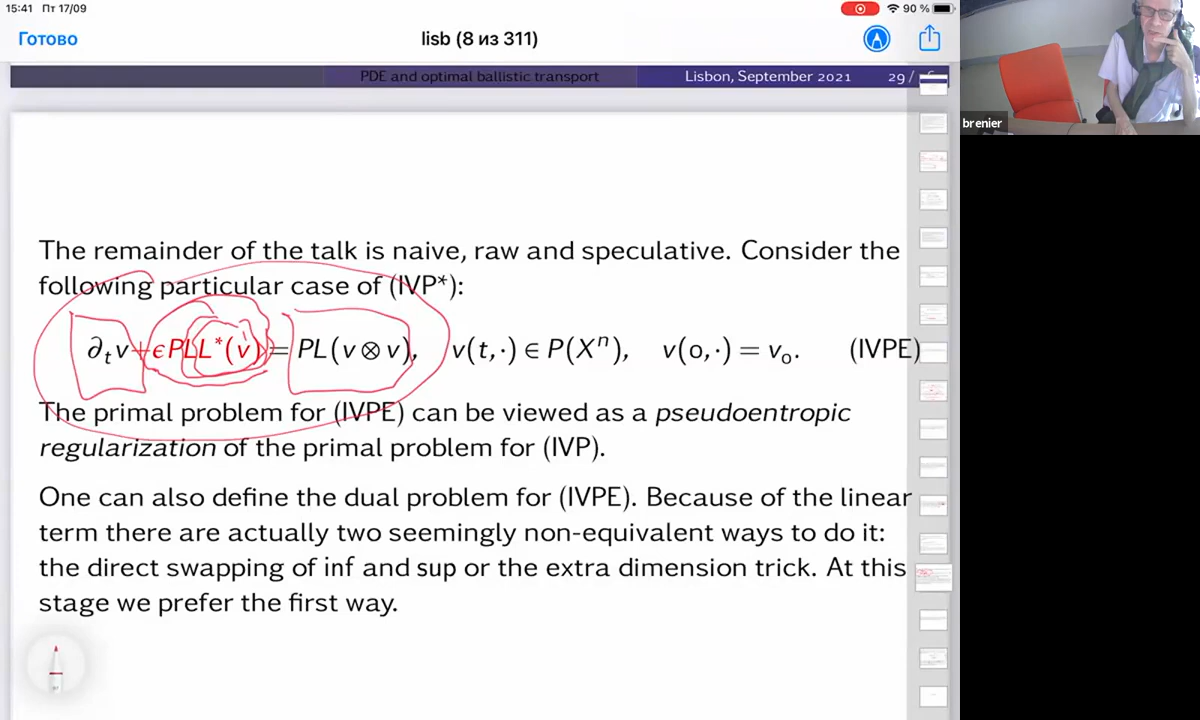 15:41 Пт 17/09
90 %
Готово
lisb (8 из 311)
PDE and optimal ballistic transport
Lisbon, September 2021
29 /
brenier
The remainder of the talk is naive, raw and speculative. Consider the
following particular case of (IVP*):
∂ₜv + ϵPLL*(v) = PL(v ⊗ v), v(t, ·) ∈ P(Xⁿ), v(0, ·) = v₀. (IVPE)
The primal problem for (IVPE) can be viewed as a pseudoentropic
regularization of the primal problem for (IVP).
One can also define the dual problem for (IVPE). Because of the linear
term there are actually two seemingly non-equivalent ways to do it:
the direct swapping of inf and sup or the extra dimension trick. At this
stage we prefer the first way.